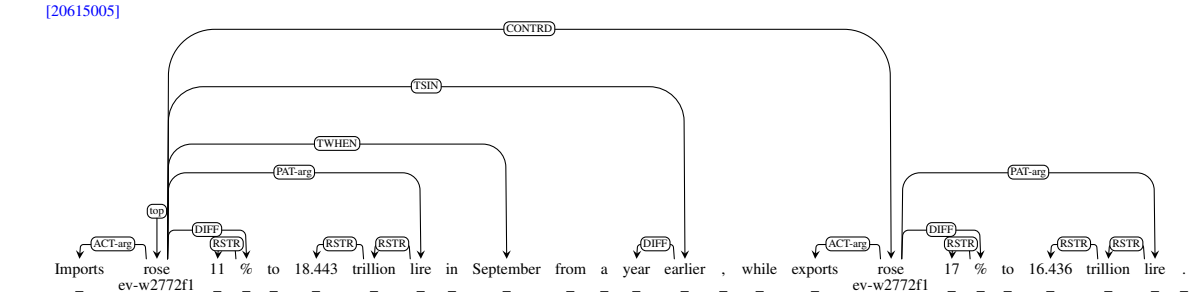 [20615005]
CONTRD
TSIN
TWHEN
PAT-arg PAT-arg
top
DIFF DIFF
ACT-arg RSTR RSTR RSTR DIFF ACT-arg RSTR RSTR RSTR
Imports rose 11 % to 18.443 trillion lire in September from a year earlier , while exports rose 17 % to 16.436 trillion lire .
_ ev-w2772f1 _ _ _ _ _ _ _ _ _ _ _ _ _ _ _ ev-w2772f1 _ _ _ _ _ _ _